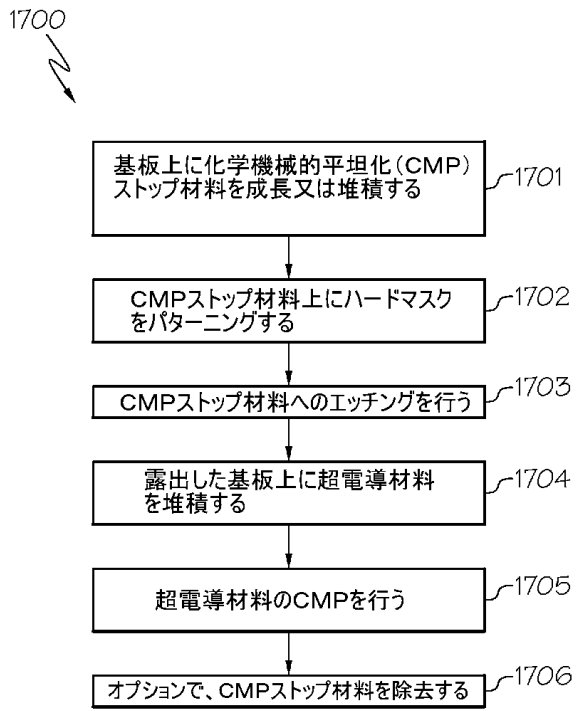 1700
基板上に化学機械的平坦化(CMP)
ストップ材料を成長又は堆積する
1701
CMPストップ材料上にハードマスク
をパターニングする
1702
CMPストップ材料へのエッチングを行う
1703
露出した基板上に超電導材料
を堆積する
1704
超電導材料のCMPを行う
1705
オプションで、CMPストップ材料を除去する
1706